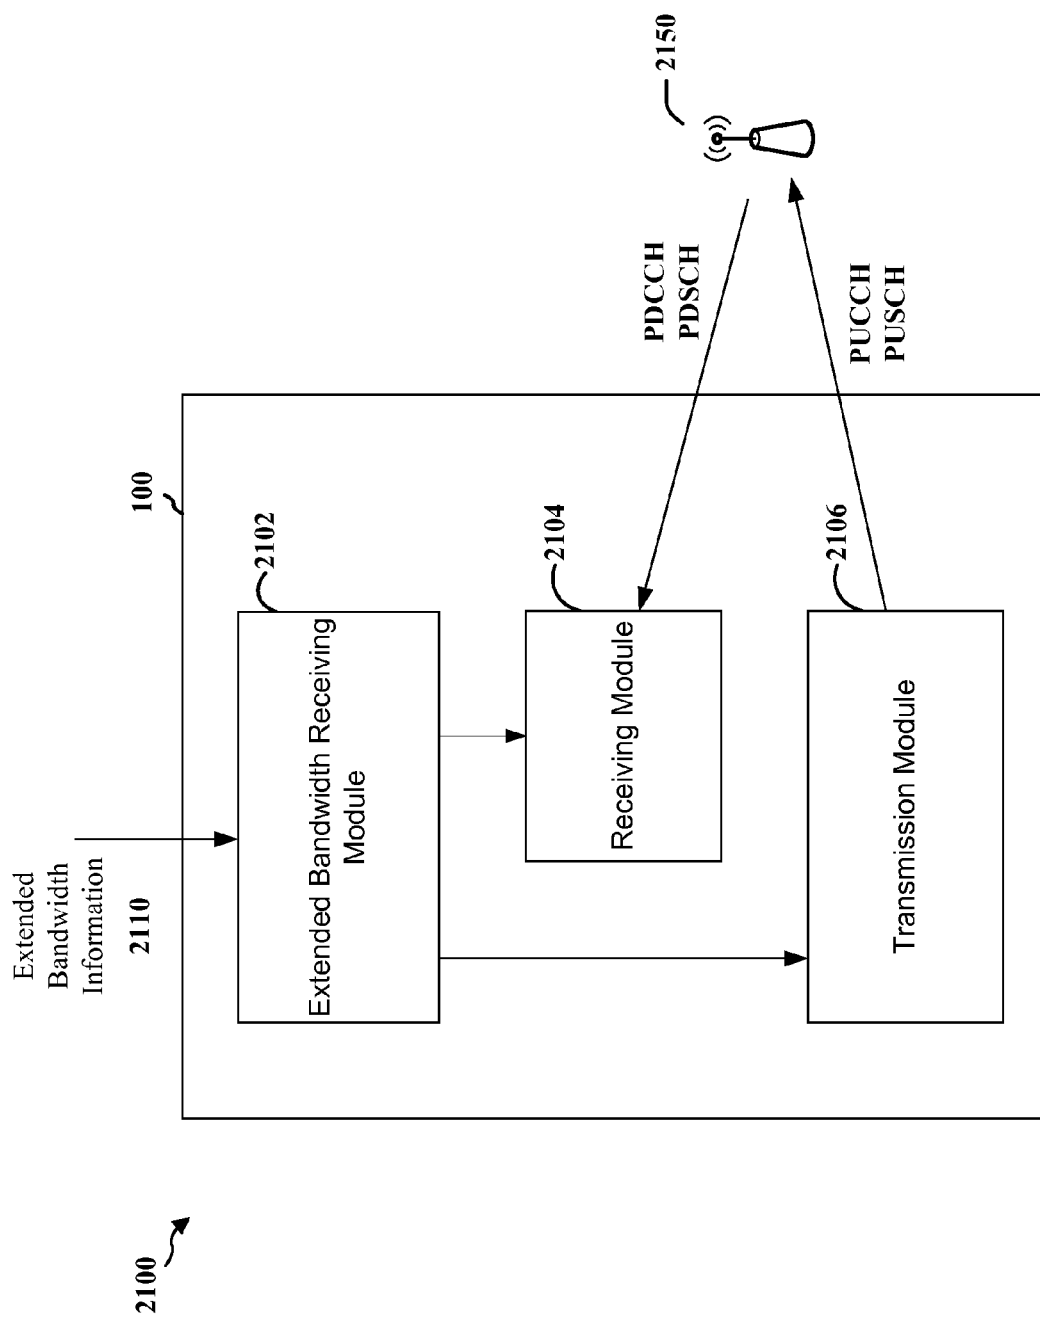 2100
Extended
Bandwidth
Information
2110
100
2102
Extended Bandwidth Receiving
Module
2104
Receiving Module
2106
Transmission Module
PDCCH
PDSCH
PUCCH
PUSCH
2150